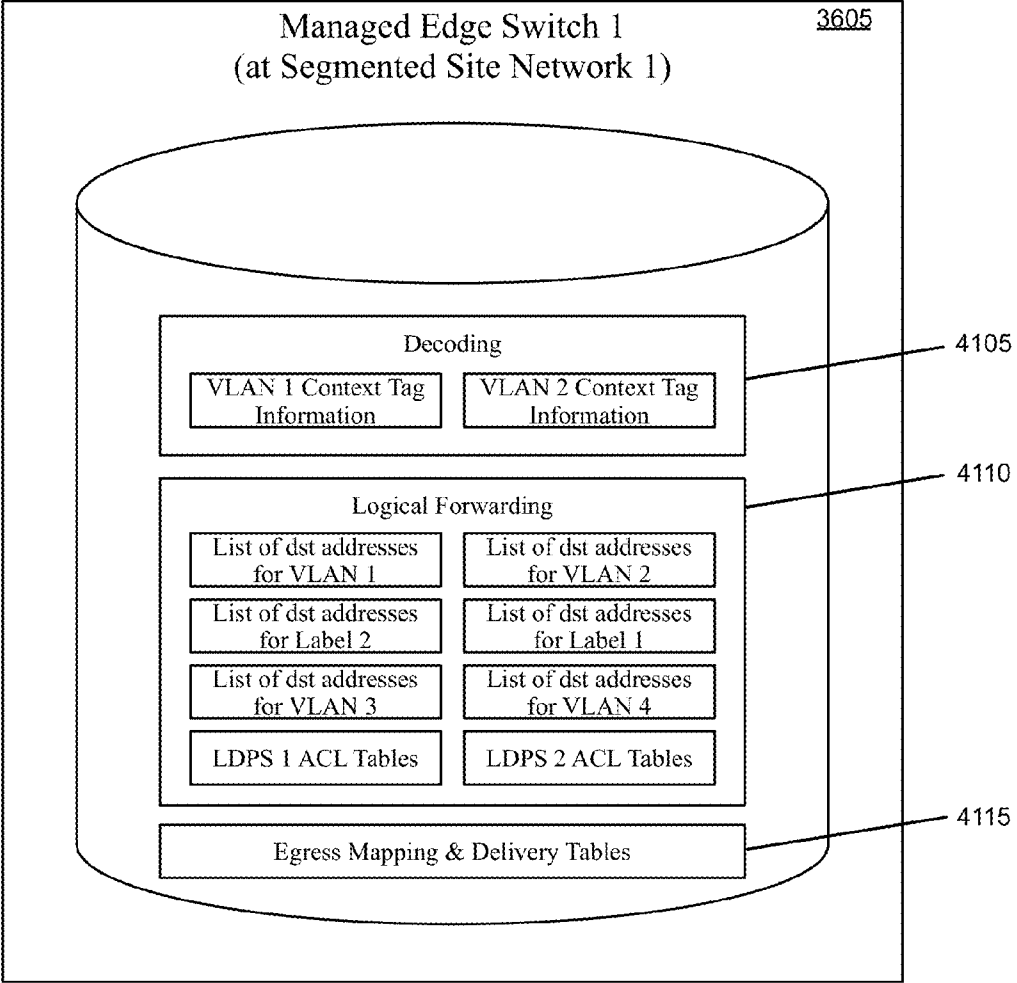 Managed Edge Switch 1
3605
(at Segmented Site Network 1)
Decoding
4105
VLAN 1 Context Tag
Information
VLAN 2 Context Tag
Information
Logical Forwarding
4110
List of dst addresses
for VLAN 1
List of dst addresses
for VLAN 2
List of dst addresses
for Label 2
List of dst addresses
for Label 1
List of dst addresses
for VLAN 3
List of dst addresses
for VLAN 4
LDPS 1 ACL Tables
LDPS 2 ACL Tables
4115
Egress Mapping & Delivery Tables